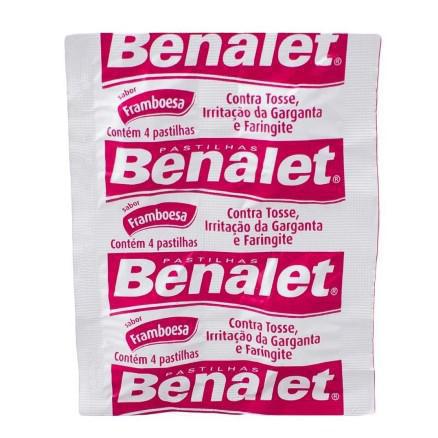 Benalet®
sabor
Framboesa
Contém 4 pastilhas
Contra Tosse,
Irritação da Garganta
e Faringite
PASTILHAS
Benalet®
sabor
Framboesa
Contém 4 pastilhas
Contra Tosse,
Irritação da Garganta
e Faringite
PASTILHAS
Benalet®
sabor
Framboesa
Contém 4 pastilhas
Contra Tosse,
Irritação da Garganta
e Faringite
PASTILHAS
Benalet®